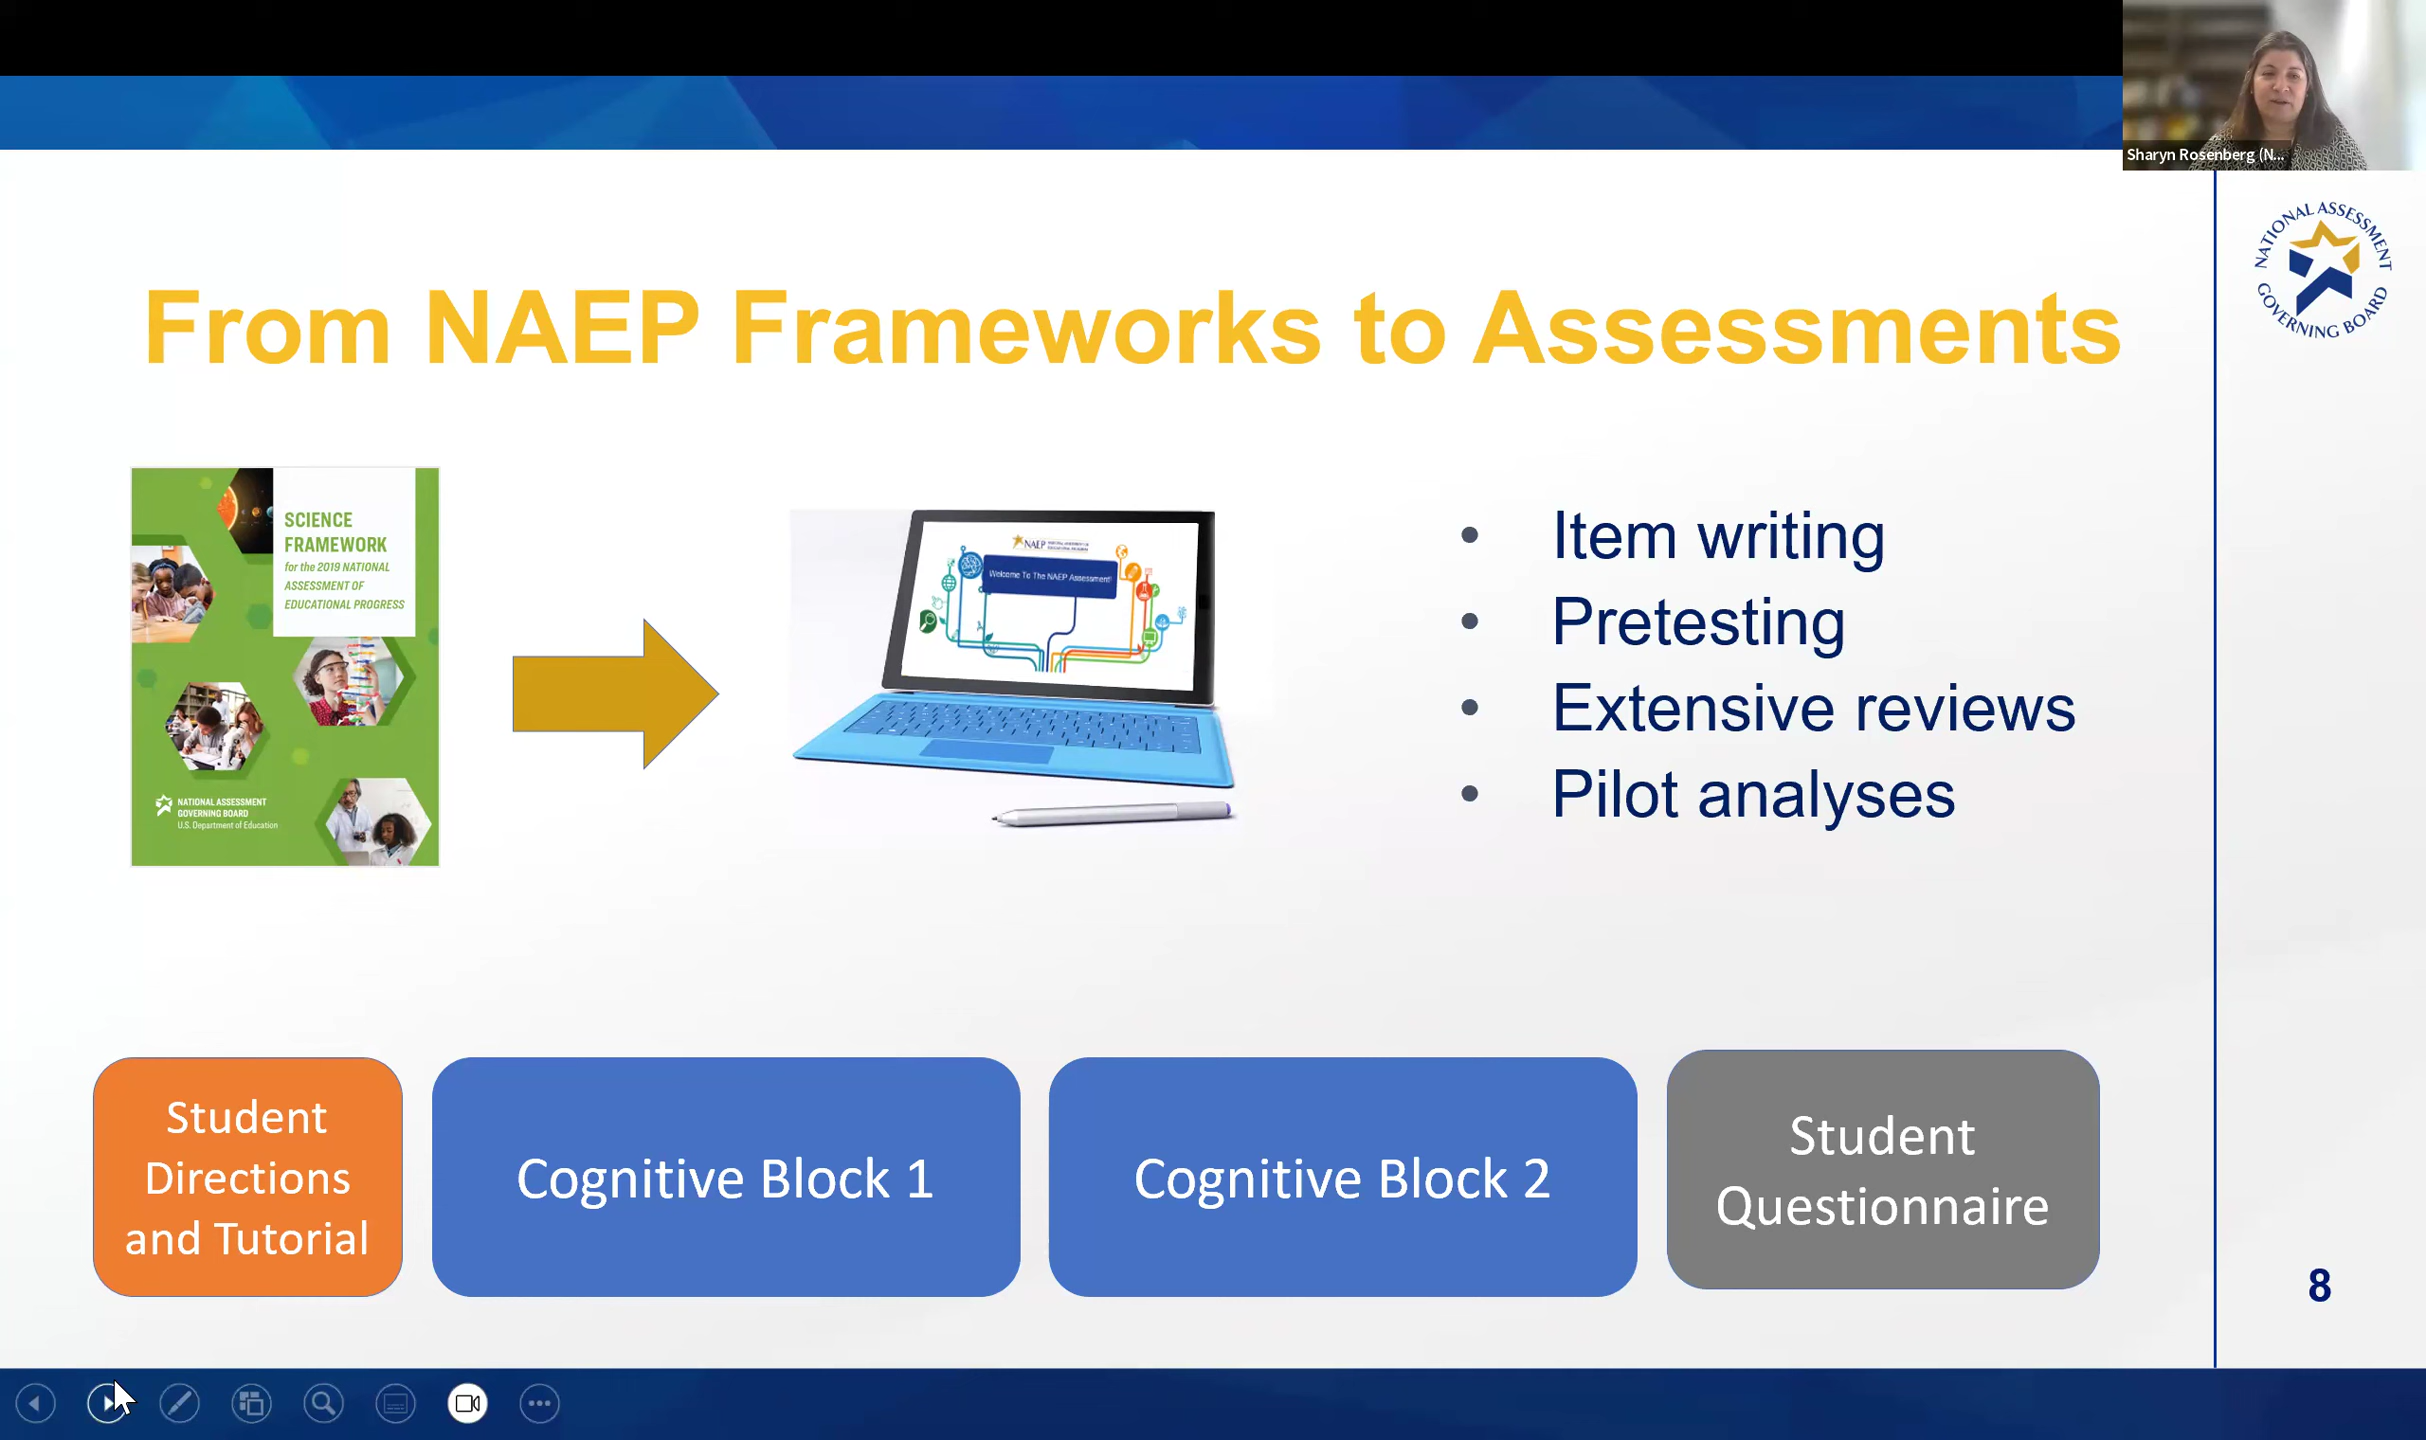 Sharyn Rosenberg (N...
NATIONAL ASSESSMENT
GOVERNING BOARD
From NAEP Frameworks to Assessments
SCIENCE
FRAMEWORK
for the 2019 NATIONAL
ASSESSMENT OF
EDUCATIONAL PROGRESS
NATIONAL ASSESSMENT
GOVERNING BOARD
U.S. Department of Education
NAEP
Welcome To The NAEP Assessment!
• Item writing
• Pretesting
• Extensive reviews
• Pilot analyses
Student
Directions
and Tutorial
Cognitive Block 1
Cognitive Block 2
Student
Questionnaire
8